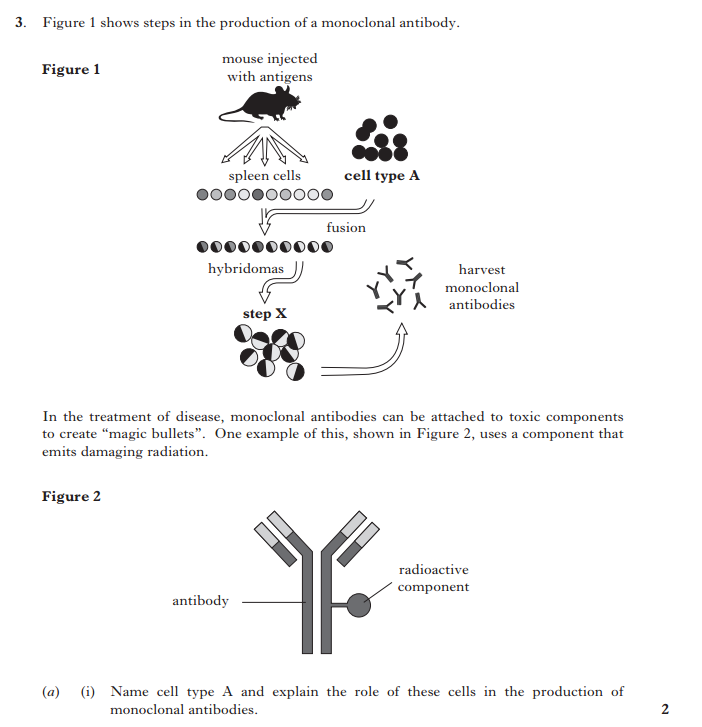 3. Figure 1 shows steps in the production of a monoclonal antibody.
Figure 1
mouse injected
with antigens
spleen cells
cell type A
fusion
hybridomas
step X
harvest
monoclonal
antibodies
In the treatment of disease, monoclonal antibodies can be attached to toxic components
to create “magic bullets”. One example of this, shown in Figure 2, uses a component that
emits damaging radiation.
Figure 2
radioactive
component
antibody
(a) (i) Name cell type A and explain the role of these cells in the production of
monoclonal antibodies. 2